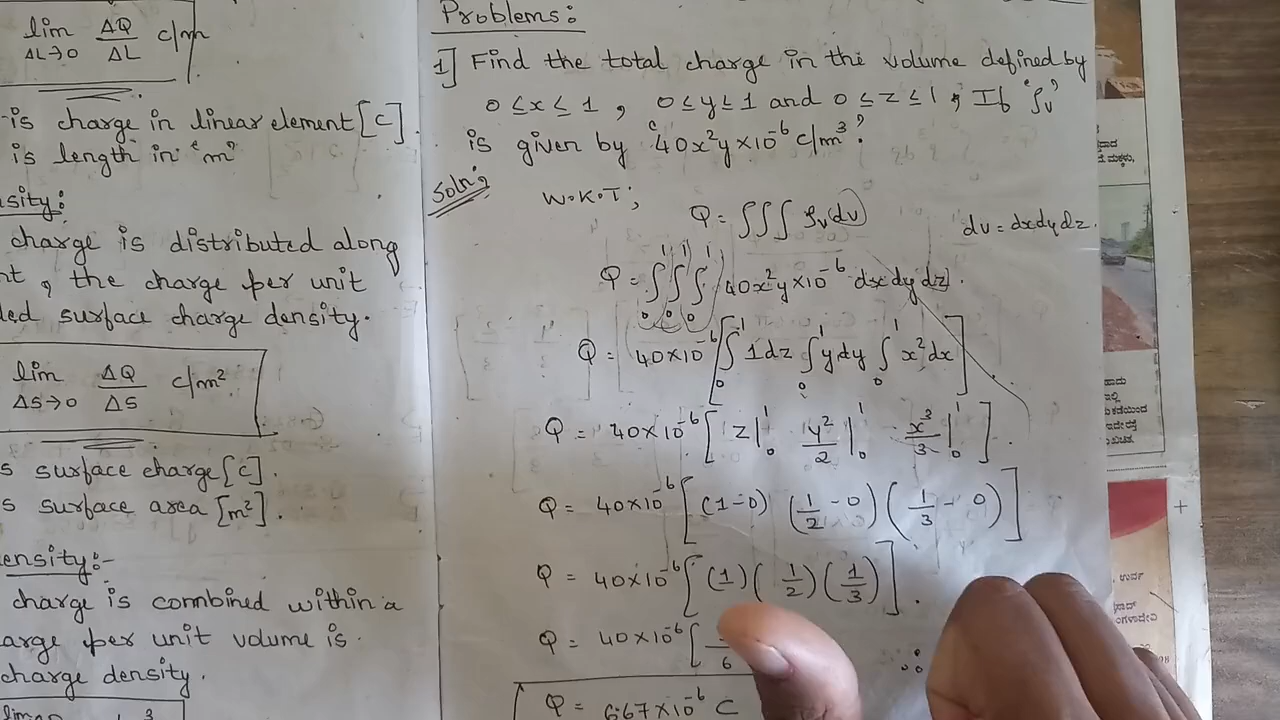 lim ΔL→0 ΔQ/ΔL c/m
is charge in linear element [C].
is length in "m"
sity:
charge is distributed along
nt, the charge per unit
led surface charge density.
lim ΔS→0 ΔQ/ΔS c/m²
s surface charge [C].
s surface area [m²].
ensity:-
charge is combined within a
arge per unit volume is
charge density.
Problems:
1] Find the total charge in the volume defined by
0 ≤ x ≤ 1, 0 ≤ y ≤ 1 and 0 ≤ z ≤ 1, If "ρv"
is given by "40x²y×10⁻⁶ c/m³"
Soln;
W.K.T;
Q = ∫∫∫ ρv dv dv = dx dy dz.
Q = ∫₀¹ ∫₀¹ ∫₀¹ 40x²y×10⁻⁶ dx dy dz.
Q = 40×10⁻⁶ [∫₀¹ 1dz ∫₀¹ y dy ∫₀¹ x² dx]
Q = 40×10⁻⁶ [z|₀¹ y²/2|₀¹ x³/3|₀¹].
Q = 40×10⁻⁶ [(1-0) (1/2 - 0) (1/3 - 0)]
Q = 40×10⁻⁶ [(1) (1/2) (1/3)].
Q = 40×10⁻⁶ [ 6
Q = 6.67×10⁻⁶ C